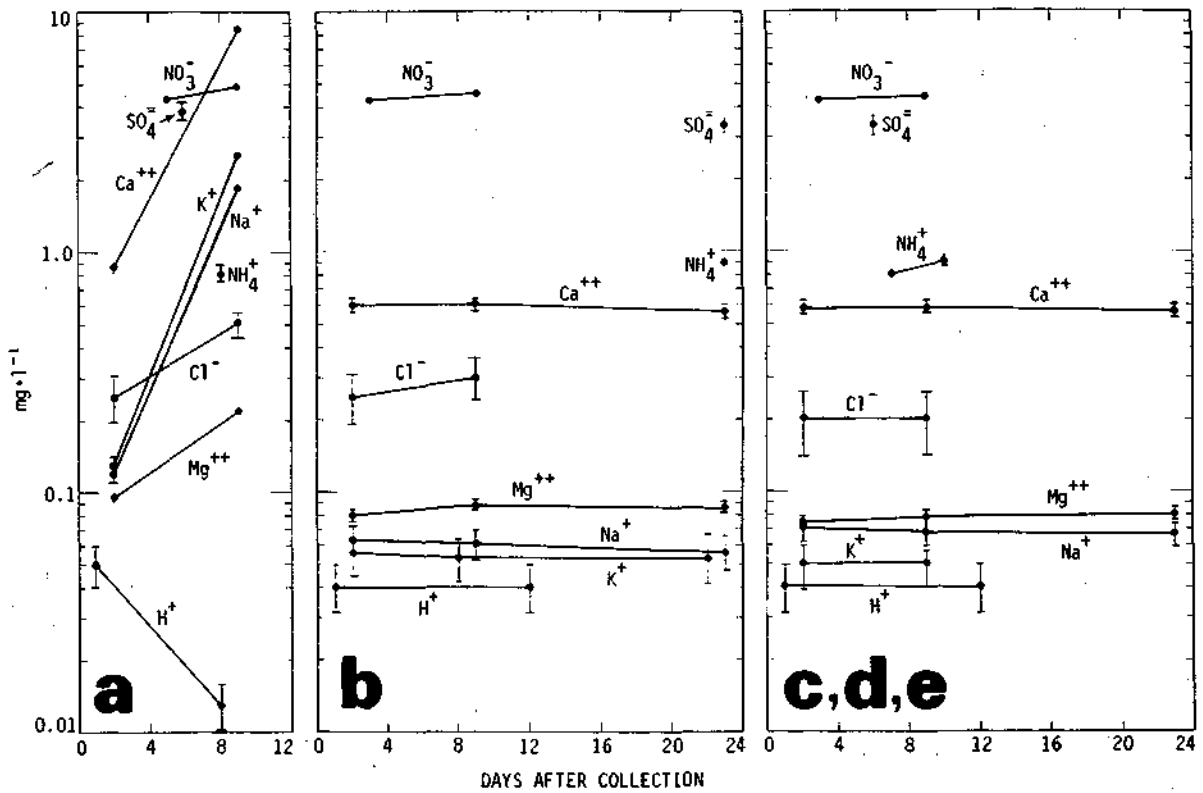 10
1.0
0.1
0.01
mg·l⁻¹
NO₃⁻
SO₄⁼
Ca⁺⁺
K⁺
Na⁺
NH₄⁺
Cl⁻
Mg⁺⁺
H⁺
a
0 4 8 12
NO₃⁻
SO₄⁼
NH₄⁺
Ca⁺⁺
Cl⁻
Mg⁺⁺
Na⁺
K⁺
H⁺
b
0 4 8 12 16 20 24
NO₃⁻
SO₄⁼
NH₄⁺
Ca⁺⁺
Cl⁻
Mg⁺⁺
K⁺
Na⁺
H⁺
c,d,e
0 4 8 12 16 20 24
DAYS AFTER COLLECTION